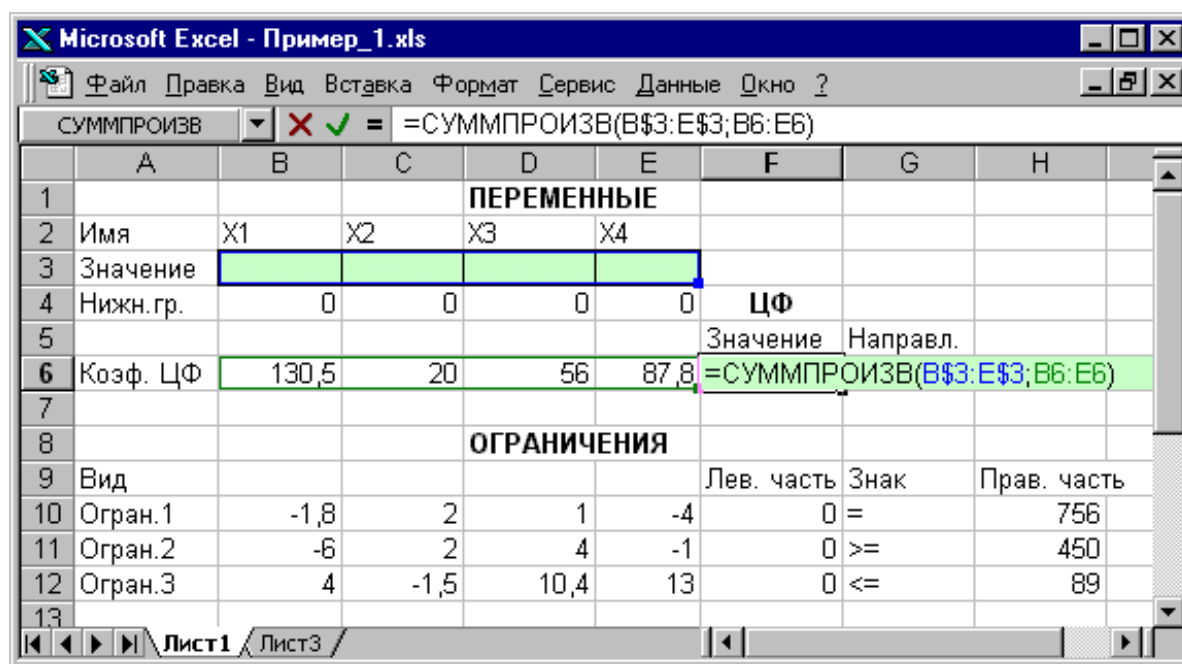 Microsoft Excel - Пример_1.xls
Файл Правка Вид Вставка Формат Сервис Данные Окно ?
СУММПРОИЗВ = =СУММПРОИЗВ(B$3:E$3;B6:E6)
A B C D E F G H
1 ПЕРЕМЕННЫЕ
2 Имя X1 X2 X3 X4
3 Значение
4 Нижн.гр. 0 0 0 0 ЦФ
5 Значение Направл.
6 Коэф. ЦФ 130,5 20 56 87,8 =СУММПРОИЗВ(B$3:E$3;B6:E6)
7
8 ОГРАНИЧЕНИЯ
9 Вид Лев. часть Знак Прав. часть
10 Огран.1 -1,8 2 1 -4 0 = 756
11 Огран.2 -6 2 4 -1 0 >= 450
12 Огран.3 4 -1,5 10,4 13 0 <= 89
13
Лист1 Лист3